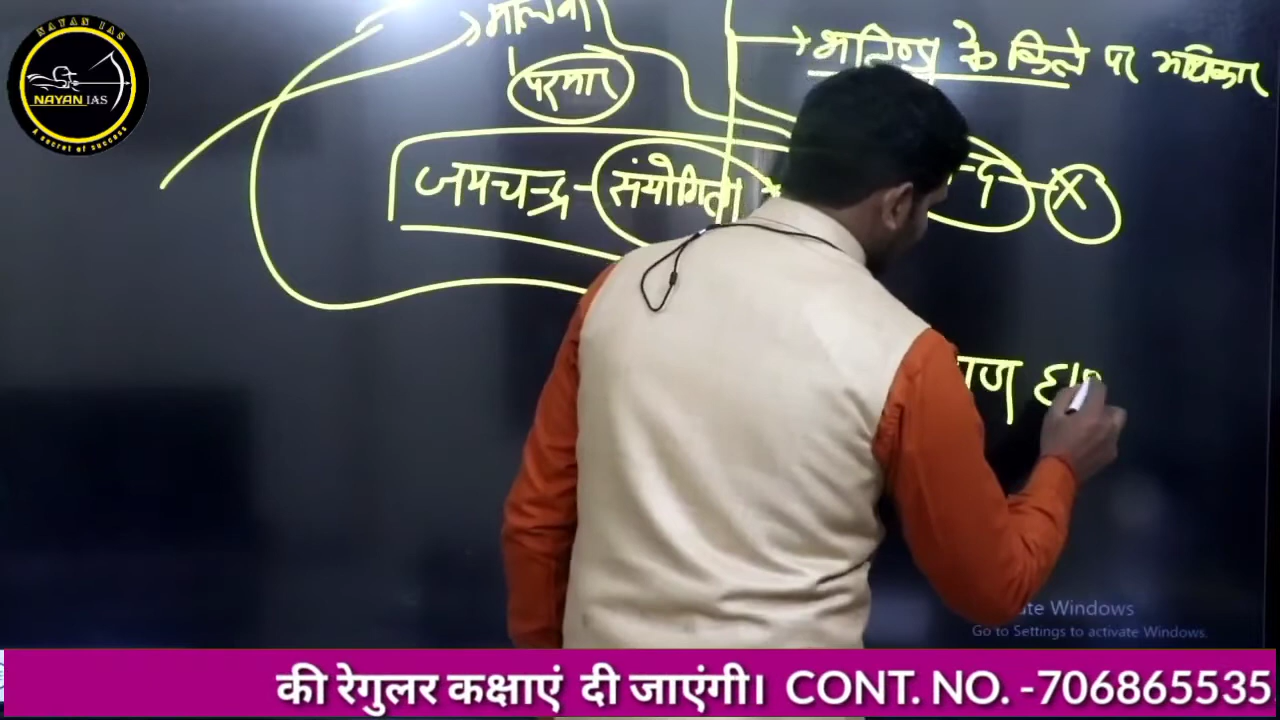 NAYAN IAS
NAYAN IAS
A secret of success
मालवा
परमार
→ भटिण्डा के किले पर अधिकार
जयचन्द्र - संयोगिता
न्द - X
Windows
Go to Settings to activate Windows.
की रेगुलर कक्षाएं दी जाएंगी। CONT. NO. -706865535